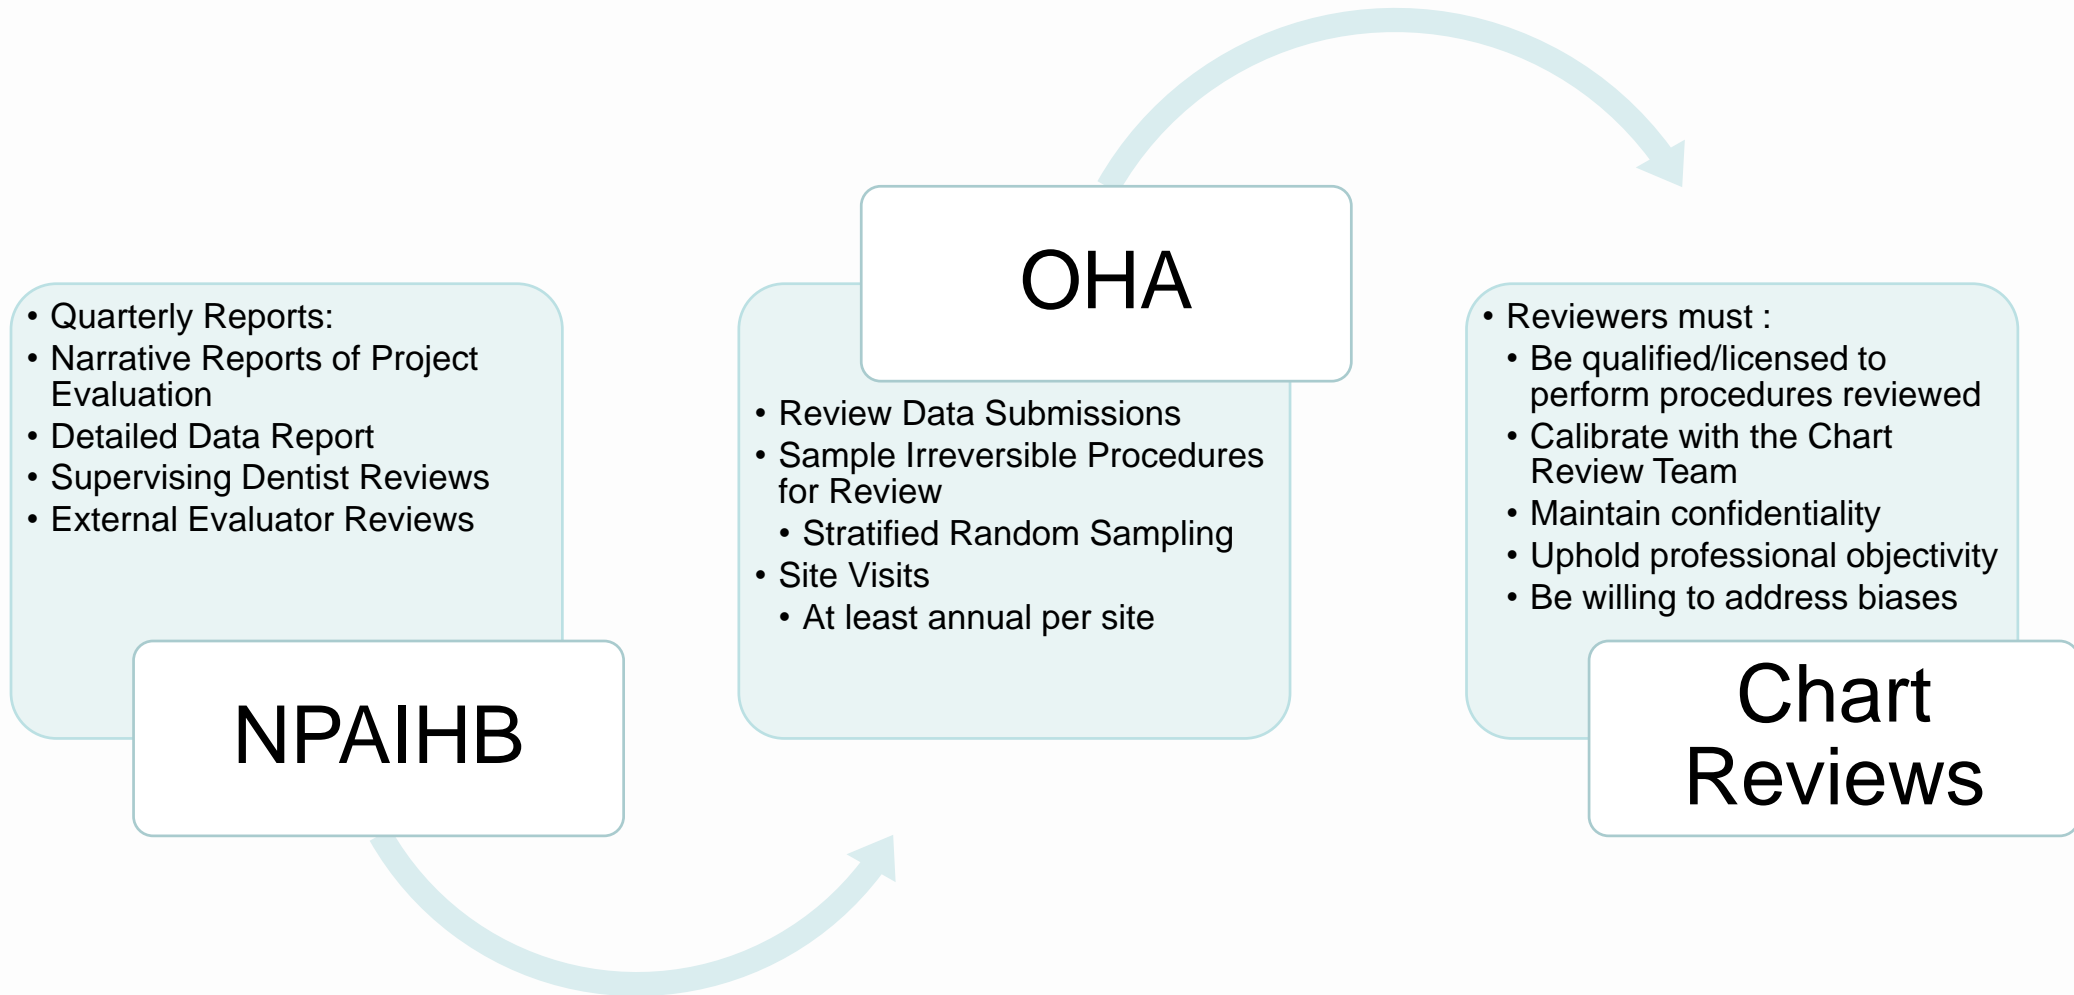 • Quarterly Reports:
• Narrative Reports of Project
Evaluation
• Detailed Data Report
• Supervising Dentist Reviews
• External Evaluator Reviews
NPAIHB
OHA
• Review Data Submissions
• Sample Irreversible Procedures
for Review
• Stratified Random Sampling
• Site Visits
• At least annual per site
• Reviewers must :
• Be qualified/licensed to
perform procedures reviewed
• Calibrate with the Chart
Review Team
• Maintain confidentiality
• Uphold professional objectivity
• Be willing to address biases
Chart
Reviews